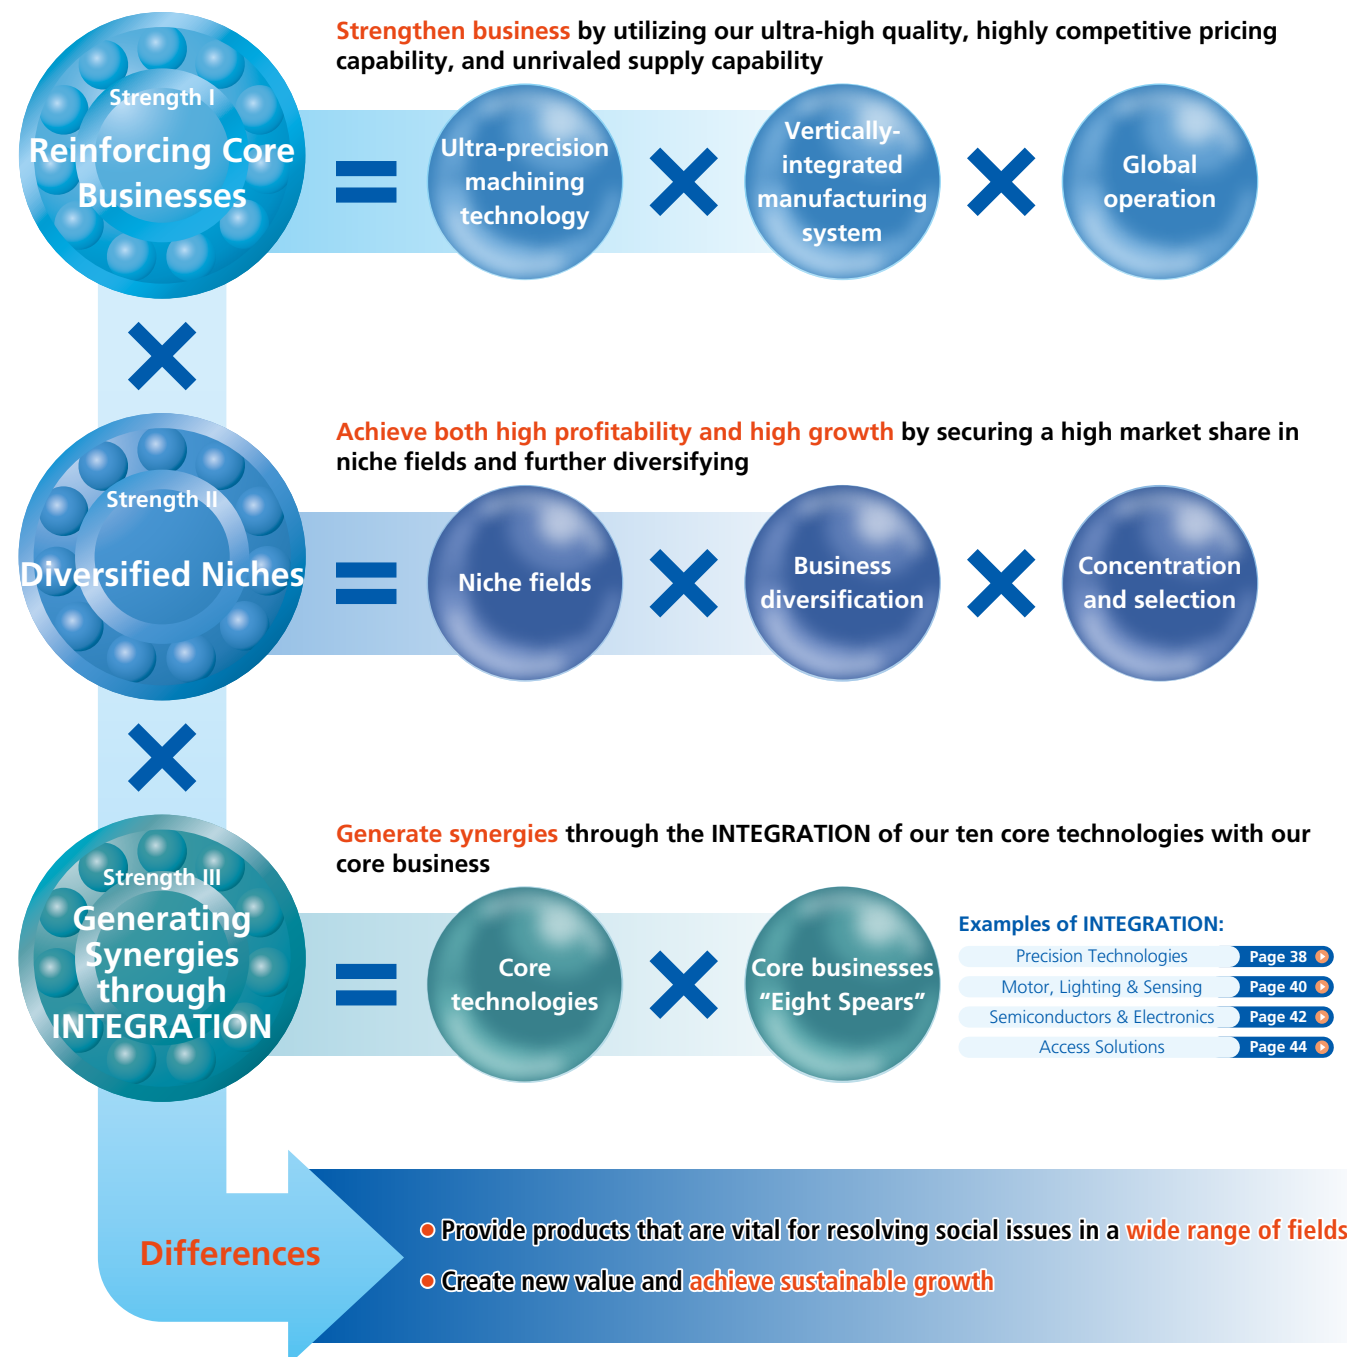 Strengthen business by utilizing our ultra-high quality, highly competitive pricing
capability, and unrivaled supply capability
Strength I
Reinforcing Core
Businesses
=
Ultra-precision
machining
technology
×
Vertically-
integrated
manufacturing
system
×
Global
operation
×
Achieve both high profitability and high growth by securing a high market share in
niche fields and further diversifying
Strength II
Diversified Niches
=
Niche fields
×
Business
diversification
×
Concentration
and selection
×
Generate synergies through the INTEGRATION of our ten core technologies with our
core business
Strength III
Generating
Synergies
through
INTEGRATION
=
Core
technologies
×
Core businesses
“Eight Spears”
Examples of INTEGRATION:
Precision Technologies Page 38
Motor, Lighting & Sensing Page 40
Semiconductors & Electronics Page 42
Access Solutions Page 44
Differences
● Provide products that are vital for resolving social issues in a wide range of fields
● Create new value and achieve sustainable growth